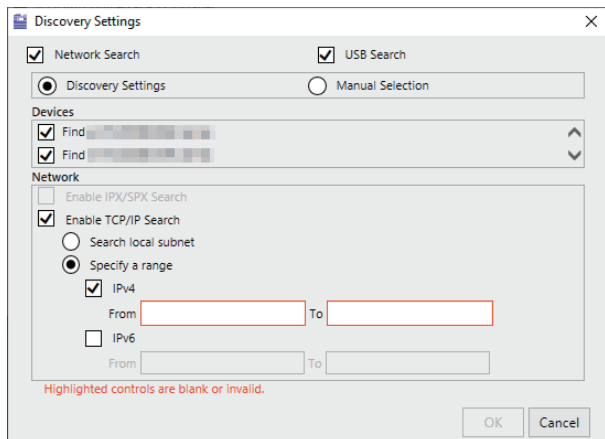 Discovery Settings
Network Search USB Search
Discovery Settings Manual Selection
Devices
Find
Find
Network
Enable IPX/SPX Search
Enable TCP/IP Search
Search local subnet
Specify a range
IPv4
From To
IPv6
From To
Highlighted controls are blank or invalid.
OK Cancel